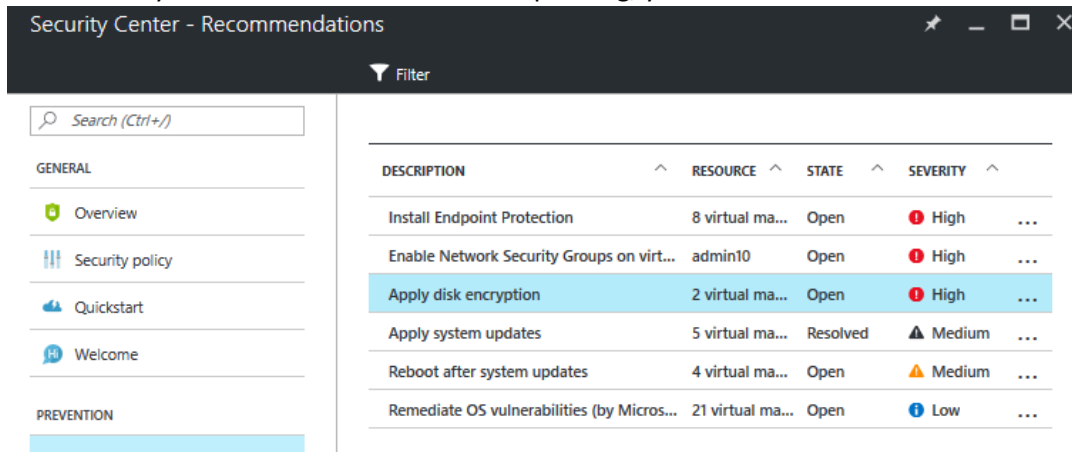 Security Center - Recommendations
Filter
Search (Ctrl+/)
GENERAL
Overview
Security policy
Quickstart
Welcome
PREVENTION
DESCRIPTION RESOURCE STATE SEVERITY
Install Endpoint Protection 8 virtual ma... Open High ...
Enable Network Security Groups on virt... admin10 Open High ...
Apply disk encryption 2 virtual ma... Open High ...
Apply system updates 5 virtual ma... Resolved Medium ...
Reboot after system updates 4 virtual ma... Open Medium ...
Remediate OS vulnerabilities (by Micros... 21 virtual ma... Open Low ...